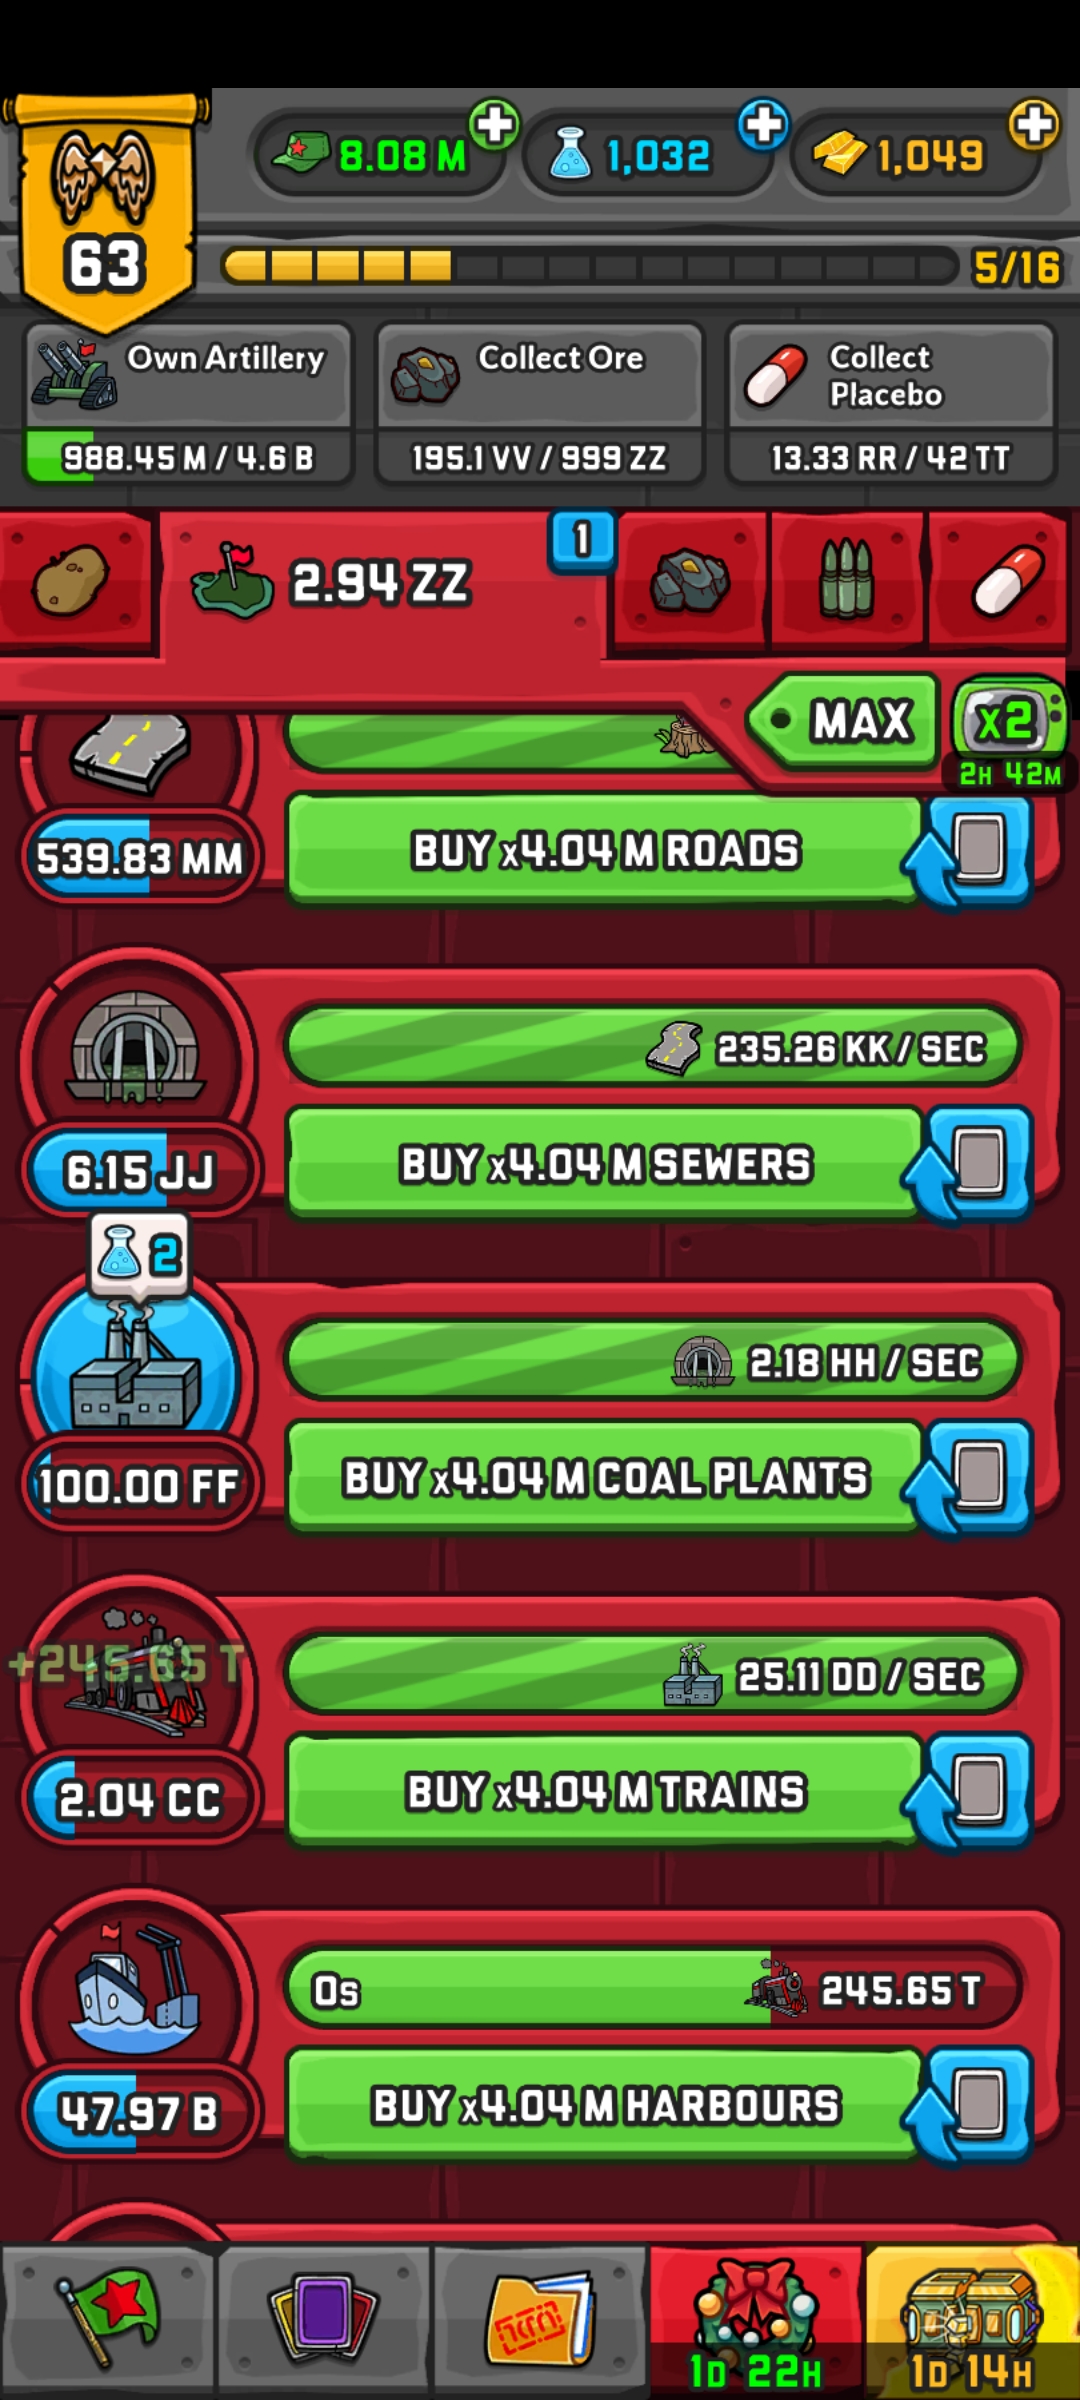 8.08 M
1,032
1,049
63
5/16
Own Artillery
988.45 M / 4.6 B
Collect Ore
195.1 VV / 999 ZZ
Collect
Placebo
13.33 RR / 42 TT
2.94 ZZ
1
MAX
x2
2H 42M
539.83 MM
BUY x4.04 M ROADS
235.26 KK / SEC
6.15 JJ
BUY x4.04 M SEWERS
2
2.18 HH / SEC
100.00 FF
BUY x4.04 M COAL PLANTS
+245.65 T
25.11 DD / SEC
2.04 CC
BUY x4.04 M TRAINS
0s
245.65 T
47.97 B
BUY x4.04 M HARBOURS
1D 22H
1D 14H